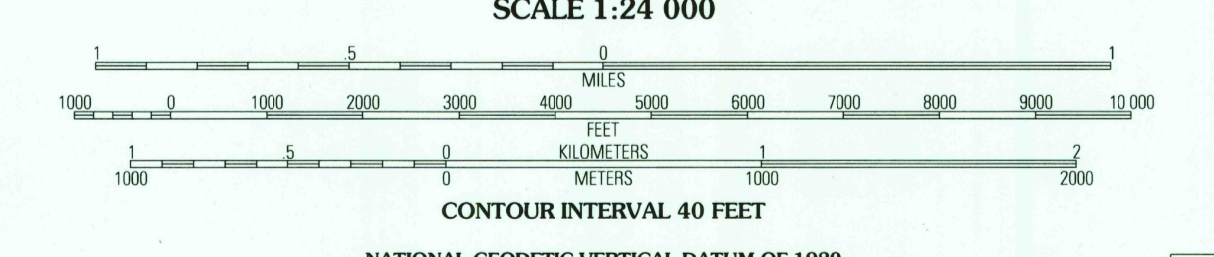 SCALE 1:24 000
1 .5 0 1
MILES
1000 0 1000 2000 3000 4000 5000 6000 7000 8000 9000 10 000
FEET
1 .5 0 KILOMETERS 1 2
1000 0 METERS 1000 2000
CONTOUR INTERVAL 40 FEET
NATIONAL GEODETIC VERTICAL DATUM OF 1929